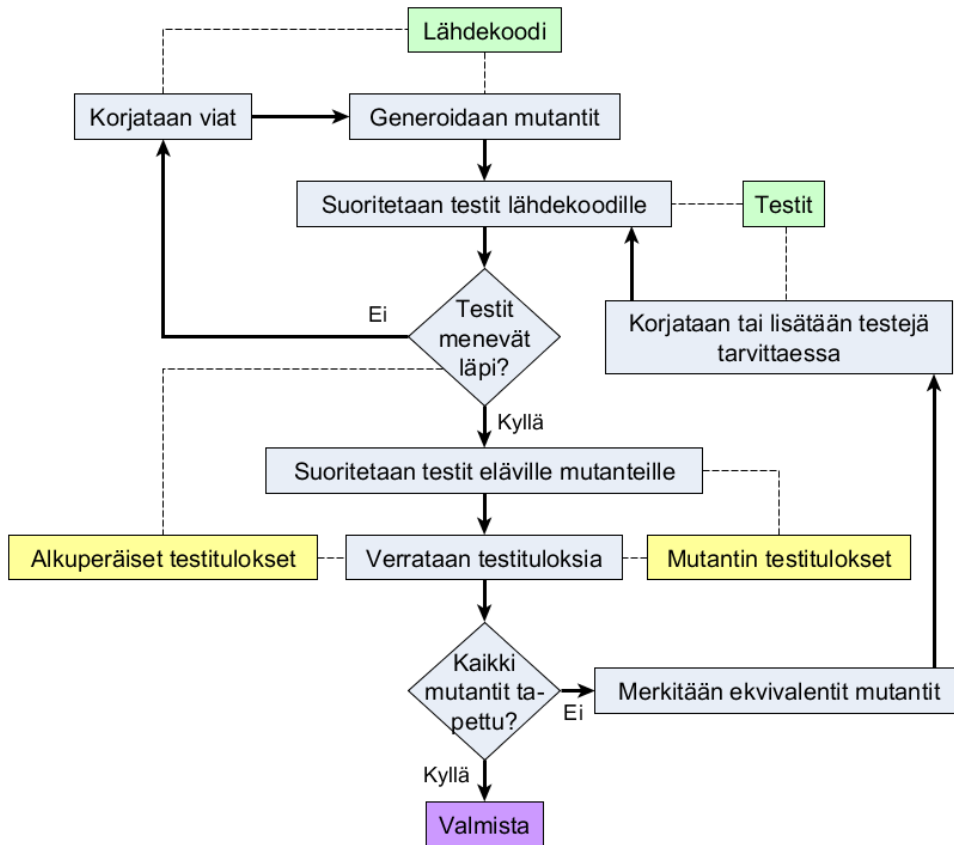 Lähdekoodi
Korjataan viat
Generoidaan mutantit
Suoritetaan testit lähdekoodille
Testit
Ei
Testit
menevät
läpi?
Korjataan tai lisätään testejä
tarvittaessa
Kyllä
Suoritetaan testit eläville mutanteille
Alkuperäiset testitulokset
Verrataan testituloksia
Mutantin testitulokset
Kaikki
mutantit ta-
pettu?
Ei
Merkitään ekvivalentit mutantit
Kyllä
Valmista